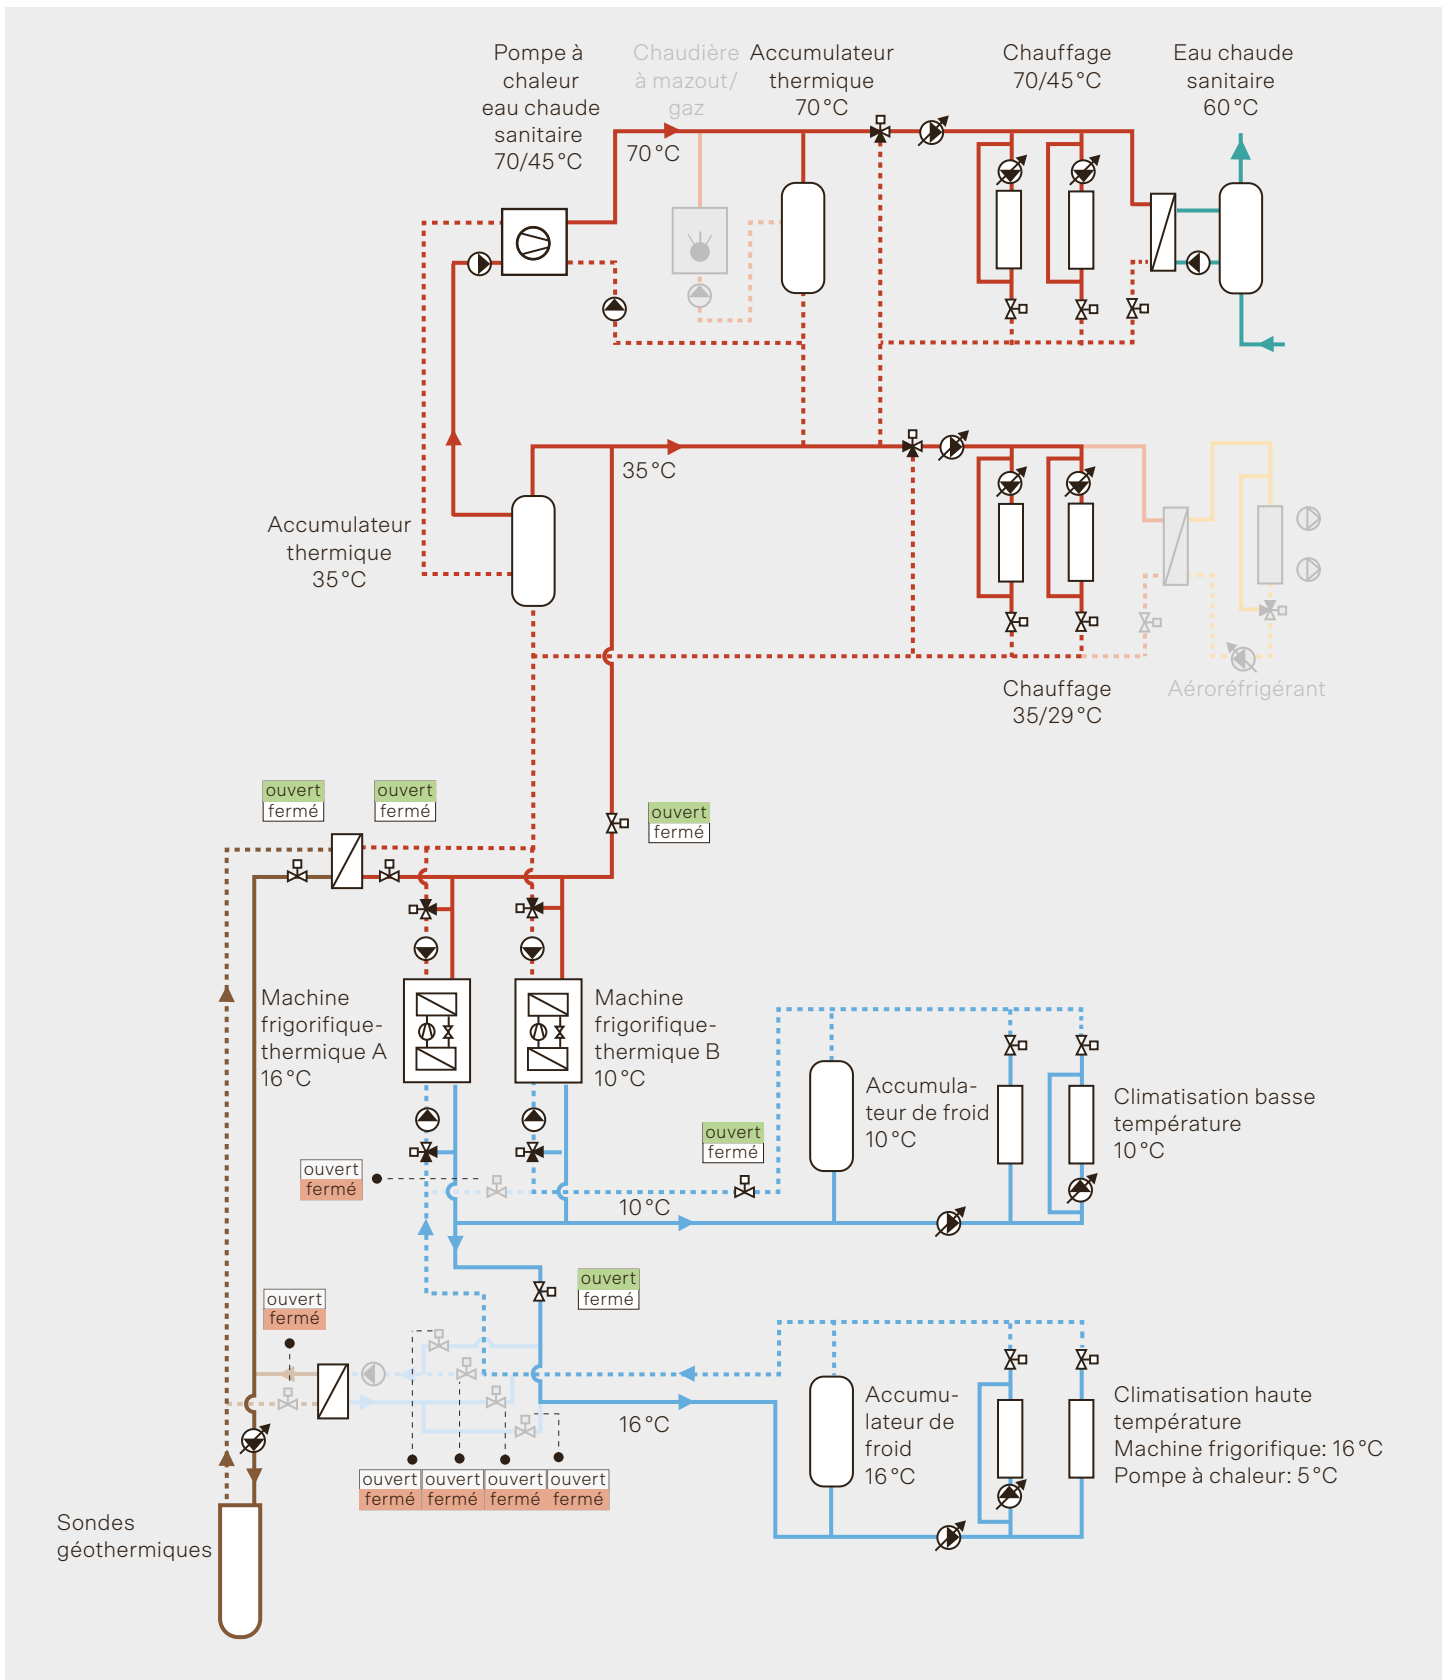 Pompe à
chaleur
eau chaude
sanitaire
70/45 °C
Chaudière
à mazout/
gaz
Accumulateur
thermique
70 °C
Chauffage
70/45 °C
Eau chaude
sanitaire
60 °C
70 °C
35 °C
Accumulateur
thermique
35 °C
Chauffage
35/29 °C
Aéroréfrigérant
ouvert
fermé
ouvert
fermé
ouvert
fermé
Machine
frigorifique-
thermique A
16 °C
Machine
frigorifique-
thermique B
10 °C
Accumula-
teur de froid
10 °C
Climatisation basse
température
10 °C
ouvert
fermé
ouvert
fermé
10 °C
ouvert
fermé
ouvert
fermé
16 °C
Accumu-
lateur de
froid
16 °C
Climatisation haute
température
Machine frigorifique: 16 °C
Pompe à chaleur: 5 °C
ouvert
fermé
ouvert
fermé
ouvert
fermé
ouvert
fermé
Sondes
géothermiques